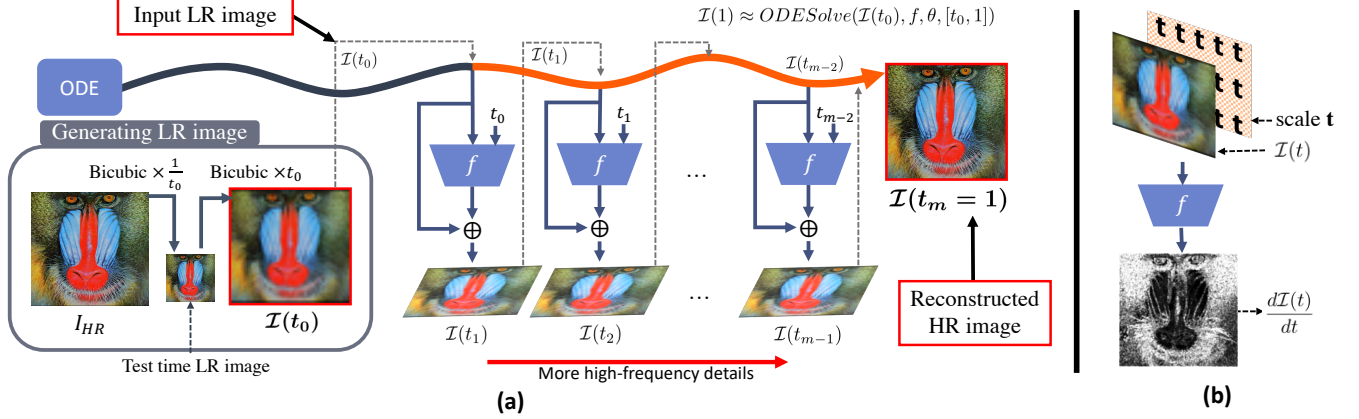 Input LR image
𝓘(1) ≈ ODESolve(𝓘(t₀), f, θ, [t₀, 1])
𝓘(t₀)
𝓘(t₁)
𝓘(t_{m−2})
ODE
Generating LR image
Bicubic × 1/t₀
Bicubic ×t₀
I_{HR}
𝓘(t₀)
Test time LR image
t₀
f
⊕
𝓘(t₁)
t₁
f
⊕
𝓘(t₂)
...
...
t_{m−2}
f
⊕
𝓘(t_{m−1})
More high-frequency details
𝓘(t_m = 1)
Reconstructed
HR image
(a)
t t t t t
t t
t t
scale t
𝓘(t)
f
d𝓘(t)
dt
(b)